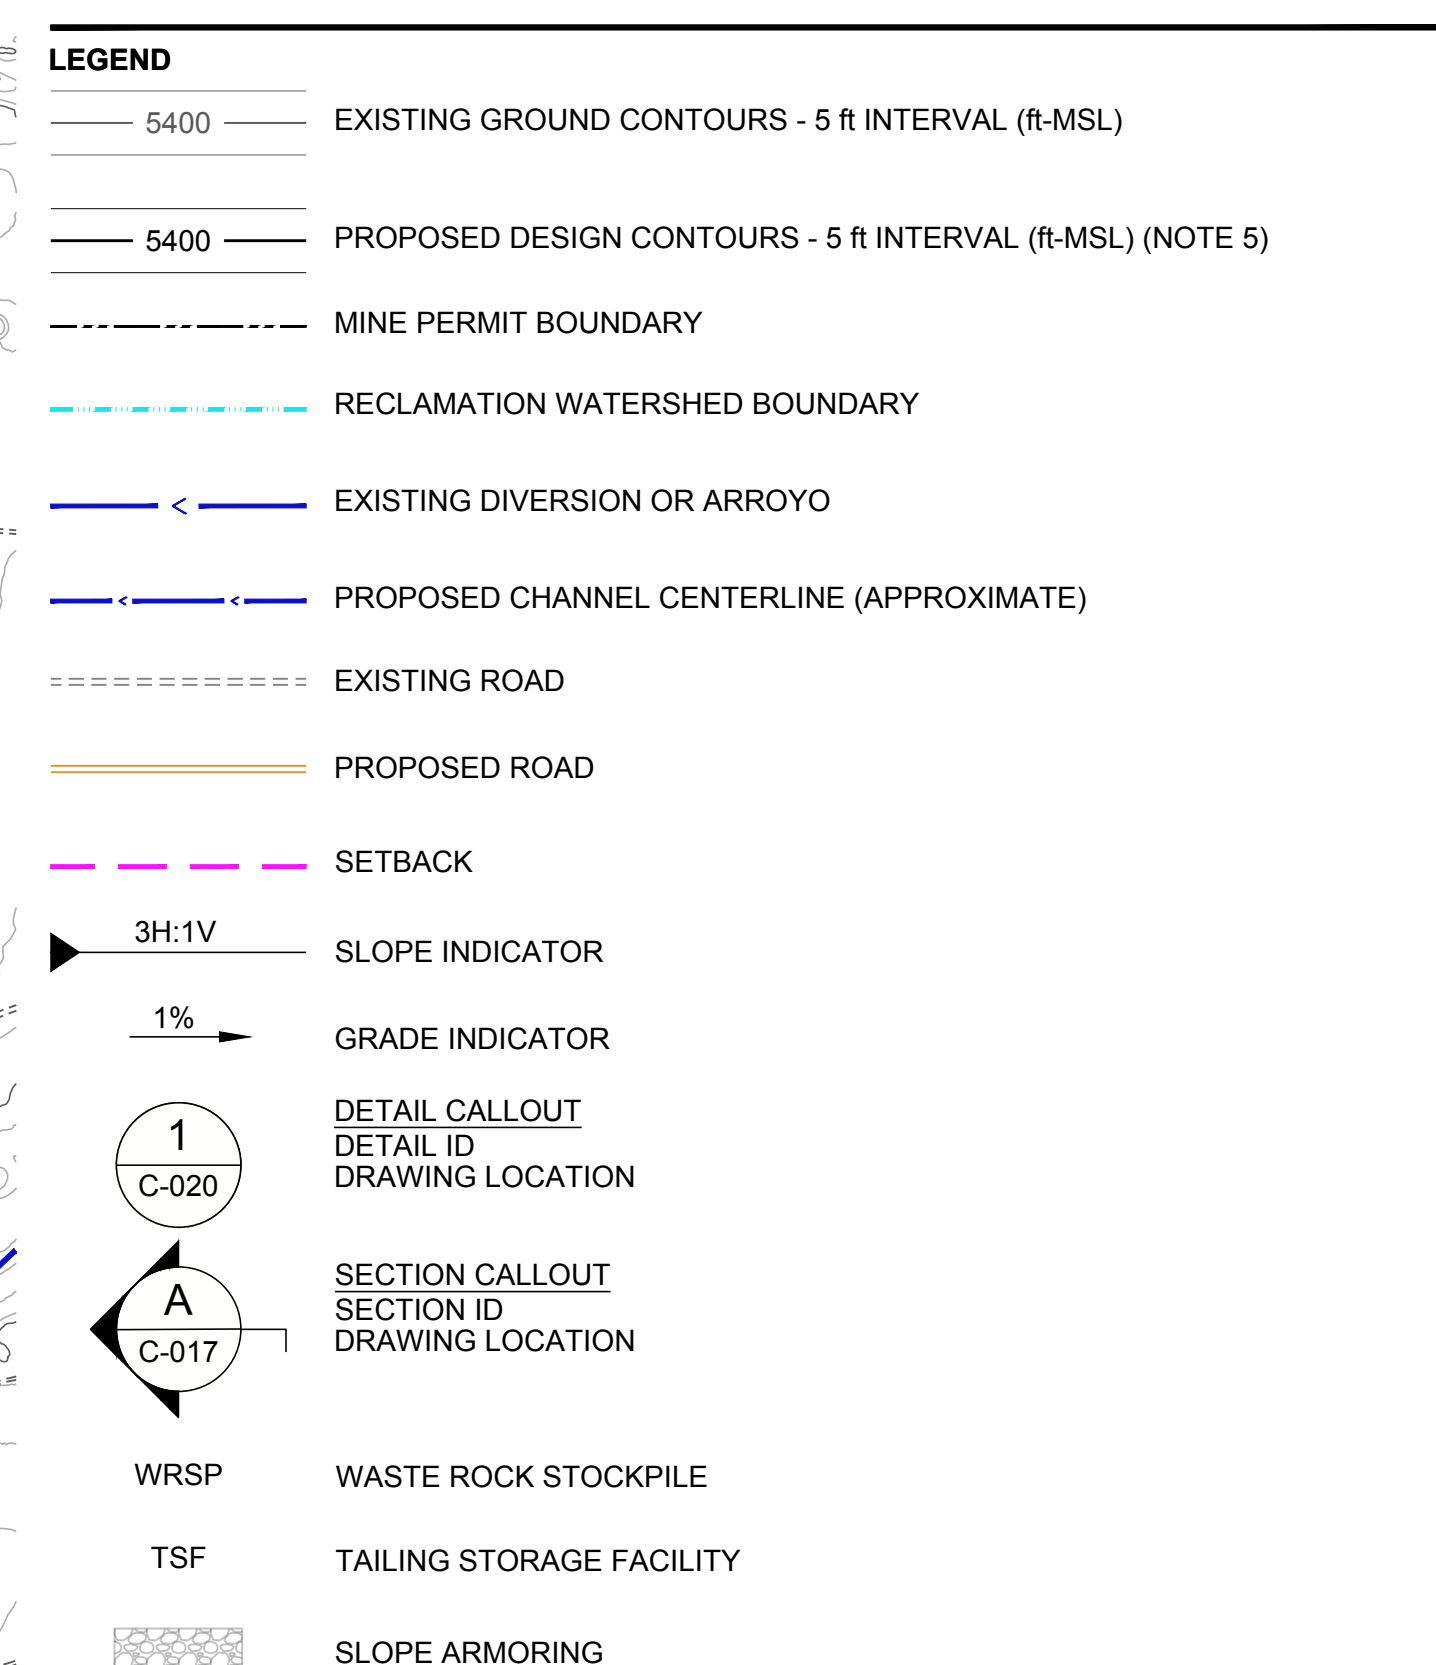 LEGEND
5400 EXISTING GROUND CONTOURS - 5 ft INTERVAL (ft-MSL)
5400 PROPOSED DESIGN CONTOURS - 5 ft INTERVAL (ft-MSL) (NOTE 5)
MINE PERMIT BOUNDARY
RECLAMATION WATERSHED BOUNDARY
EXISTING DIVERSION OR ARROYO
PROPOSED CHANNEL CENTERLINE (APPROXIMATE)
EXISTING ROAD
PROPOSED ROAD
SETBACK
3H:1V
SLOPE INDICATOR
1%
GRADE INDICATOR
1
C-020
DETAIL CALLOUT
DETAIL ID
DRAWING LOCATION
A
C-017
SECTION CALLOUT
SECTION ID
DRAWING LOCATION
WRSP WASTE ROCK STOCKPILE
TSF TAILING STORAGE FACILITY
SLOPE ARMORING